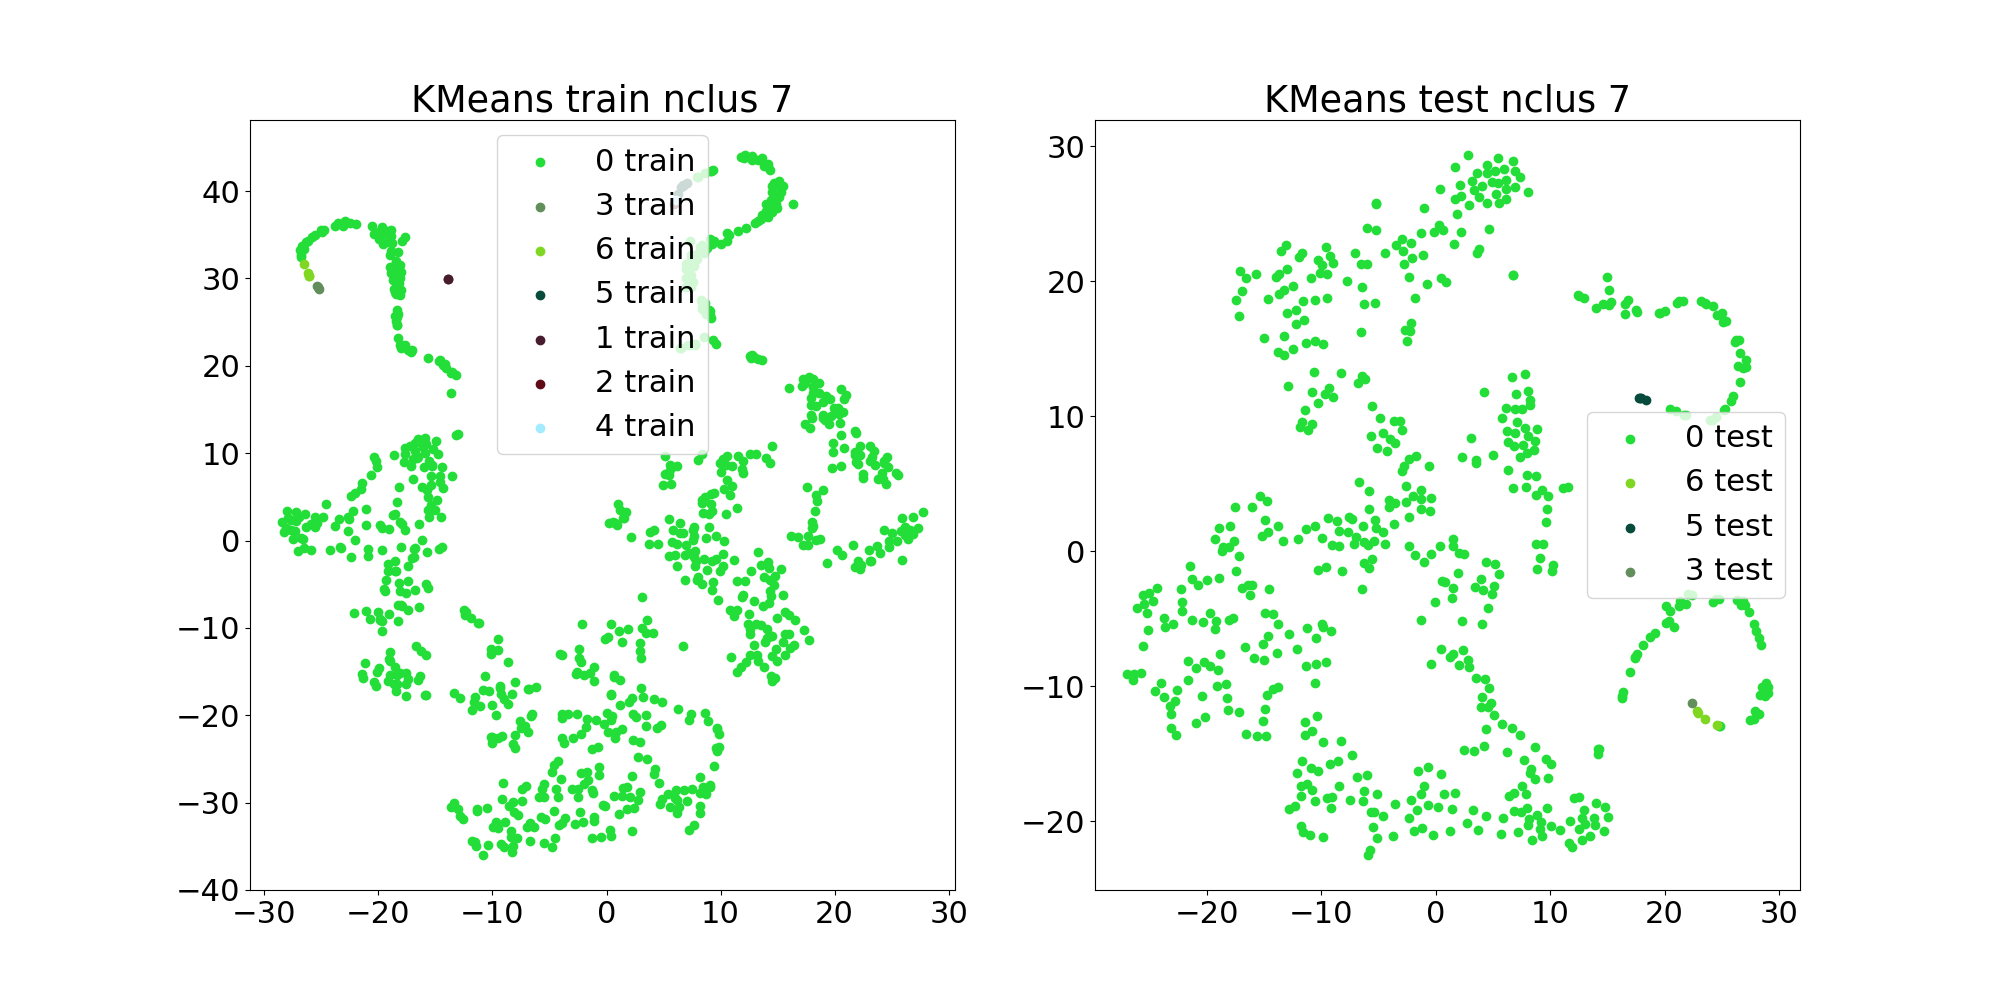 KMeans train nclus 7
KMeans test nclus 7
0 train
3 train
6 train
5 train
1 train
2 train
4 train
40
30
20
10
0
−10
−20
−30
−40
−30 −20 −10 0 10 20 30
0 test
6 test
5 test
3 test
30
20
10
0
−10
−20
−20 −10 0 10 20 30